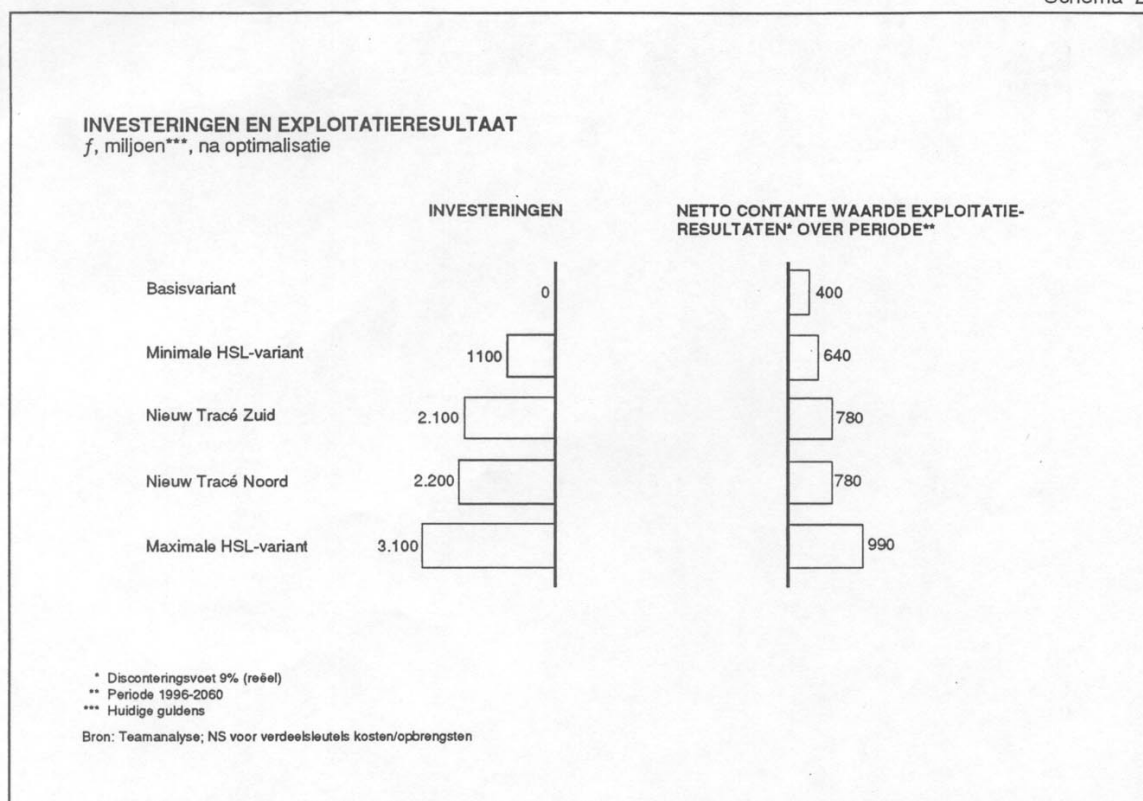 Schema
INVESTERINGEN EN EXPLOITATIERESULTAAT
ƒ, miljoen***, na optimalisatie
INVESTERINGEN
NETTO CONTANTE WAARDE EXPLOITATIE-
RESULTATEN* OVER PERIODE**
Basisvariant 0 400
Minimale HSL-variant 1100 640
Nieuw Tracé Zuid 2.100 780
Nieuw Tracé Noord 2.200 780
Maximale HSL-variant 3.100 990
* Disconteringsvoet 9% (reëel)
** Periode 1996-2060
*** Huidige guldens
Bron: Teamanalyse; NS voor verdeelsleutels kosten/opbrengsten